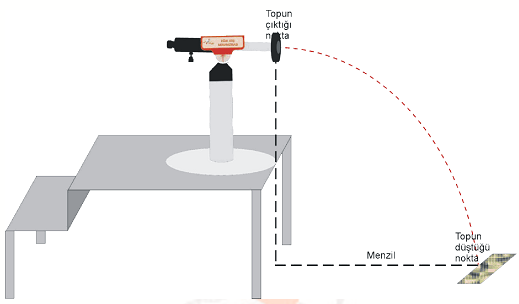 Topun
çıktığı
nokta
Topun
düştüğü
nokta
Menzil